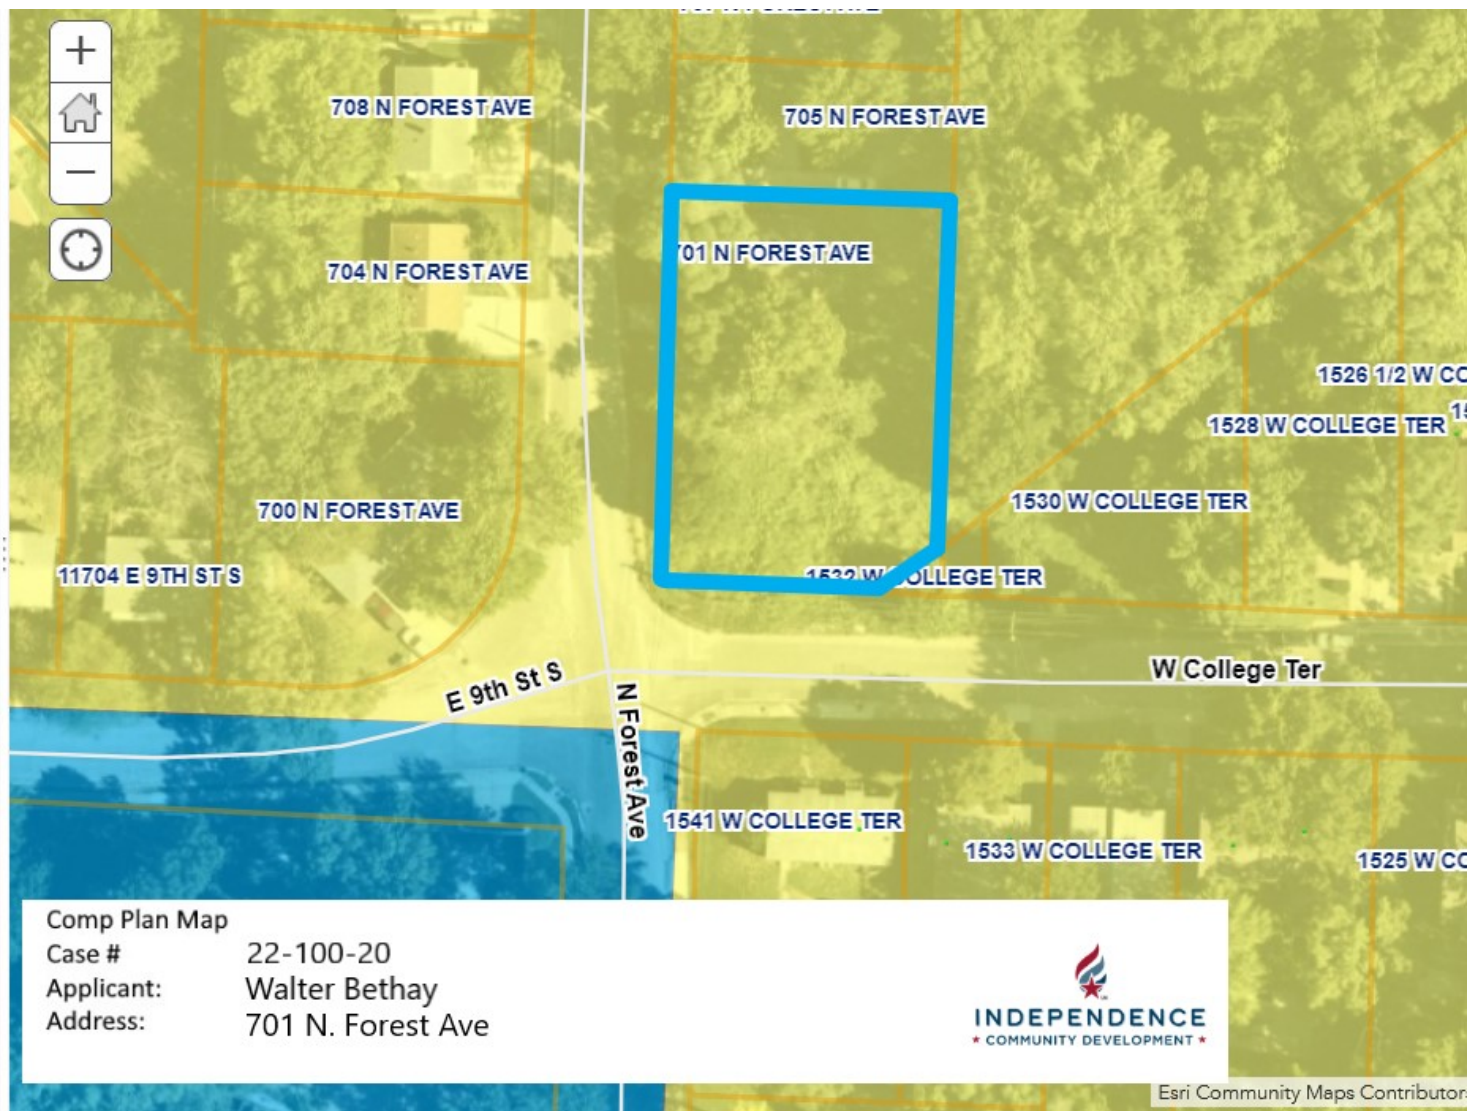 708 N FOREST AVE
705 N FOREST AVE
701 N FOREST AVE
704 N FOREST AVE
1526 1/2 W CO
1528 W COLLEGE TER
1530 W COLLEGE TER
700 N FOREST AVE
11704 E 9TH ST S
1532 W COLLEGE TER
W College Ter
E 9th St S
N Forest Ave
1541 W COLLEGE TER
1533 W COLLEGE TER
1525 W CO
Comp Plan Map
Case # 22-100-20
Applicant: Walter Bethay
Address: 701 N. Forest Ave
INDEPENDENCE
COMMUNITY DEVELOPMENT
Esri Community Maps Contributor